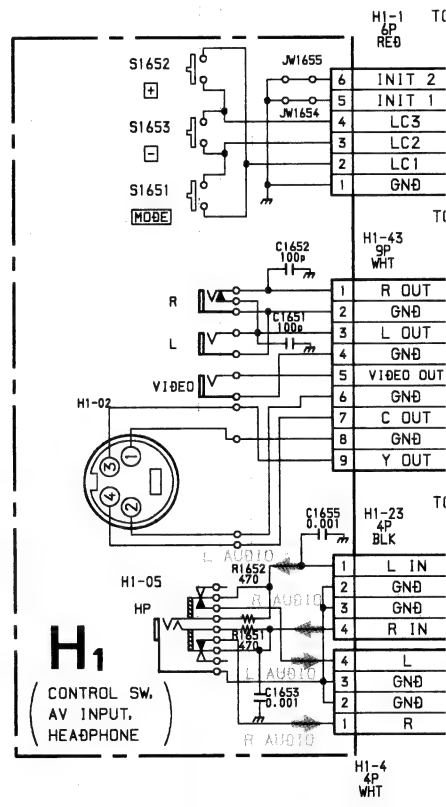 H1-1
6P
RED
TO
S1652
+
S1653
-
S1651
MODE
JW1655
JW1654
6 INIT 2
5 INIT 1
4 LC3
3 LC2
2 LC1
1 GND
TO
H1-43
9P
WHT
C1652
100p
R
C1651
100p
L
VIDEO
1 R OUT
2 GND
3 L OUT
4 GND
5 VIDEO OUT
6 GND
7 C OUT
8 GND
9 Y OUT
H1-02
3
1
4
2
TO
H1-23
4P
BLK
C1655
0.001
L AUDIO
R1652
470
R AUDIO
1 L IN
2 GND
3 GND
4 R IN
H1-05
HP
R1651
470
L AUDIO
C1653
0.001
R AUDIO
4 L
3 GND
2 GND
1 R
H1
(CONTROL SW,
AV INPUT,
HEADPHONE)
H1-4
4P
WHT